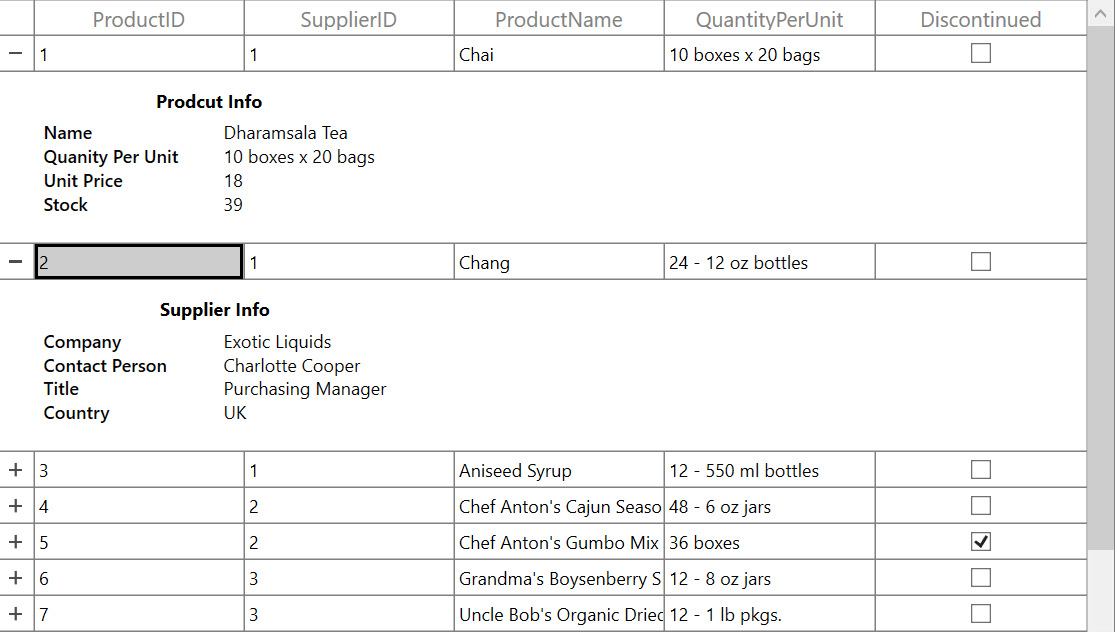 ProductID SupplierID ProductName QuantityPerUnit Discontinued
1 1 Chai 10 boxes x 20 bags
Prodcut Info
Name Dharamsala Tea
Quanity Per Unit 10 boxes x 20 bags
Unit Price 18
Stock 39
2 1 Chang 24 - 12 oz bottles
Supplier Info
Company Exotic Liquids
Contact Person Charlotte Cooper
Title Purchasing Manager
Country UK
3 1 Aniseed Syrup 12 - 550 ml bottles
4 2 Chef Anton's Cajun Seaso 48 - 6 oz jars
5 2 Chef Anton's Gumbo Mix 36 boxes
6 3 Grandma's Boysenberry S 12 - 8 oz jars
7 3 Uncle Bob's Organic Dried 12 - 1 lb pkgs.